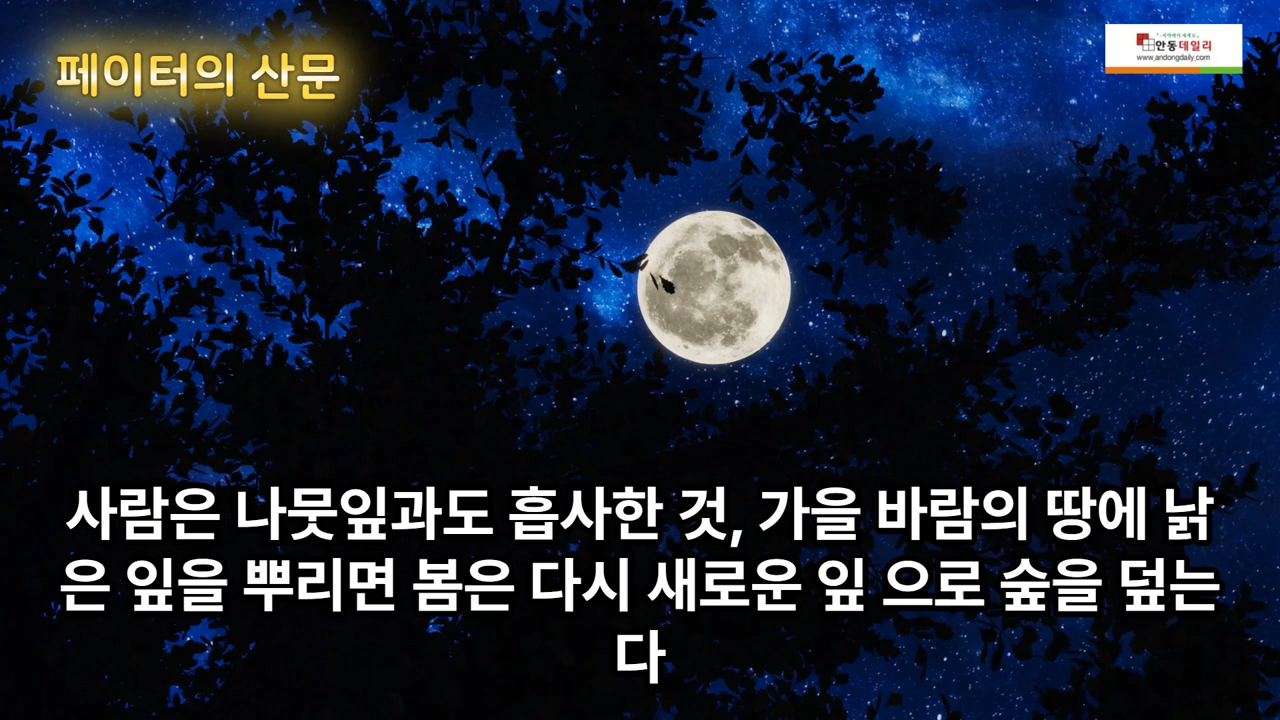 페이터의 산문
안동데일리
www.andongdaily.com
사람은 나뭇잎과도 흡사한 것, 가을 바람의 땅에 낡
은 잎을 뿌리면 봄은 다시 새로운 잎 으로 숲을 덮는
다